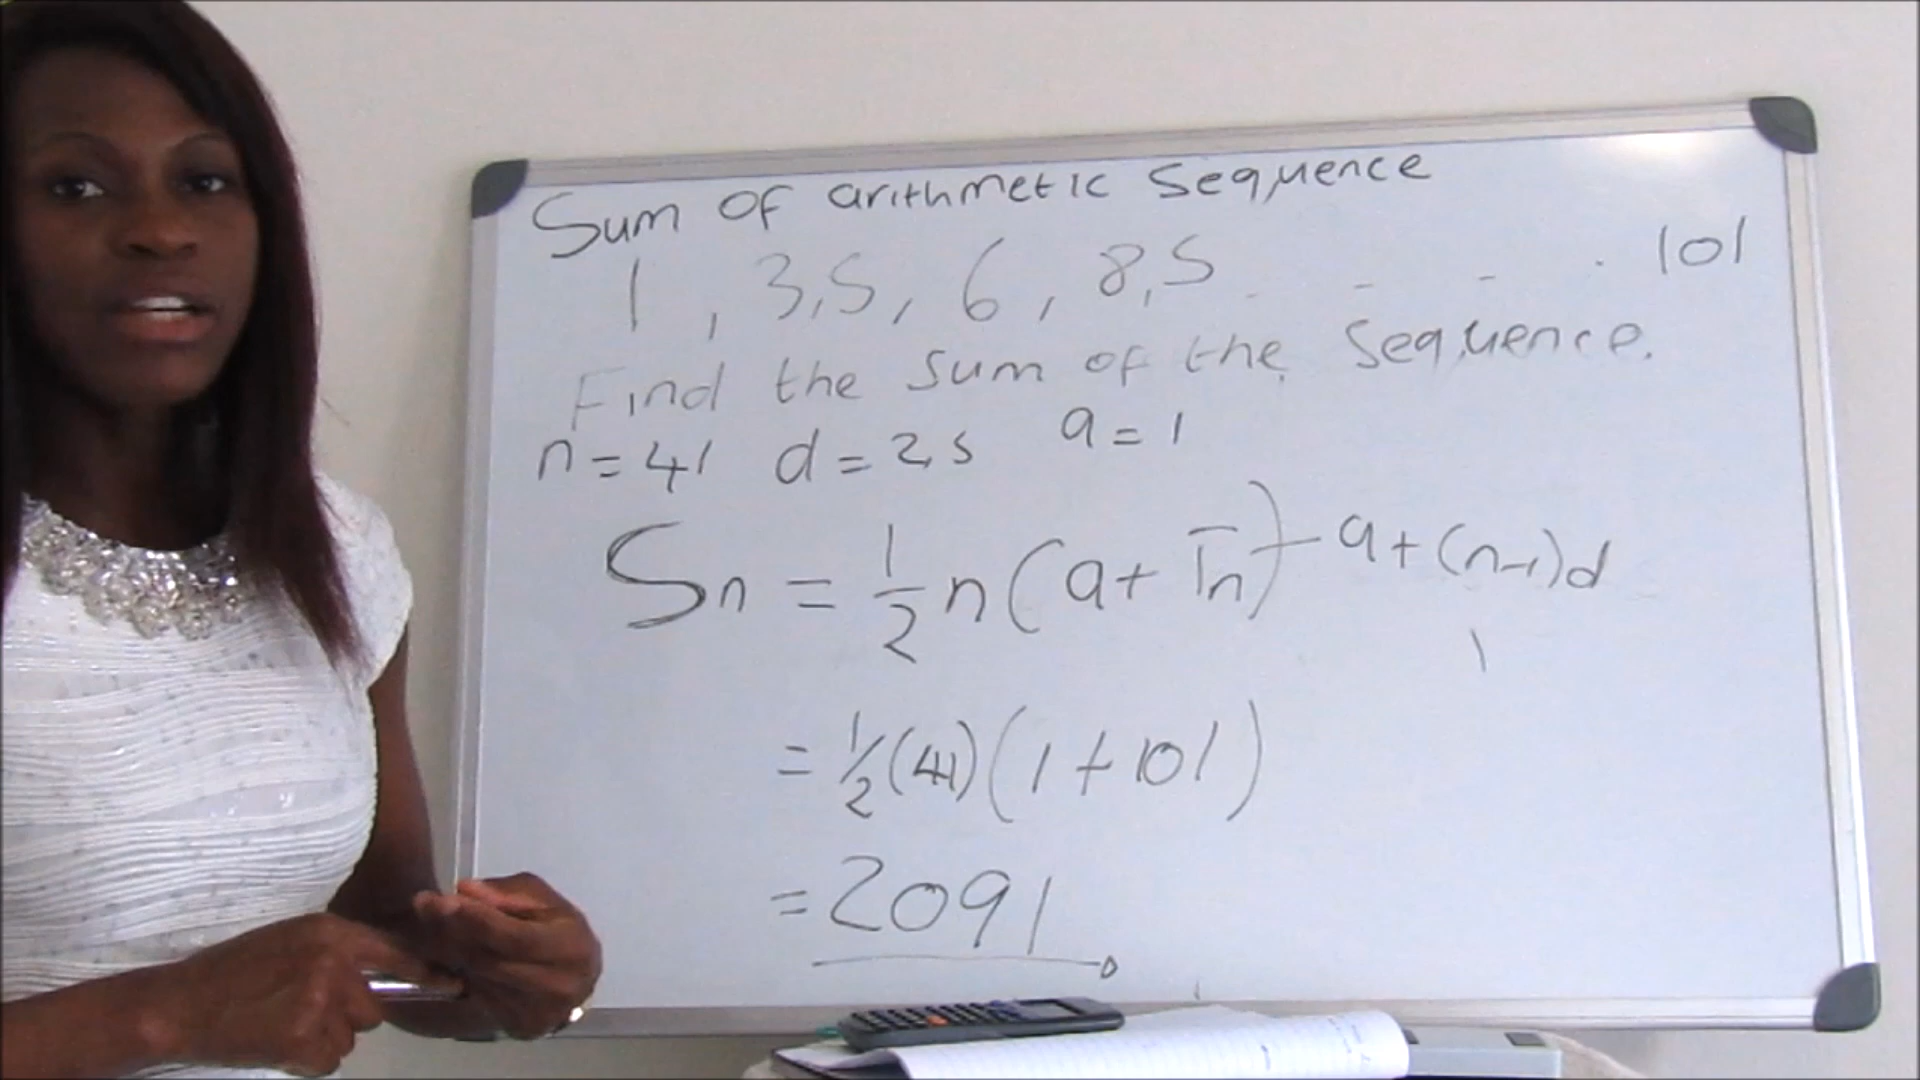 Sum of arithmetic Sequence
1 , 3,5 , 6 , 8,5 - - - . 101
Find the sum of the sequence.
n = 41 d = 2,5 a = 1
Sn = 1/2 n (a + Tn) - a + (n-1)d
= 1/2 (41) (1 + 101)
= 2091